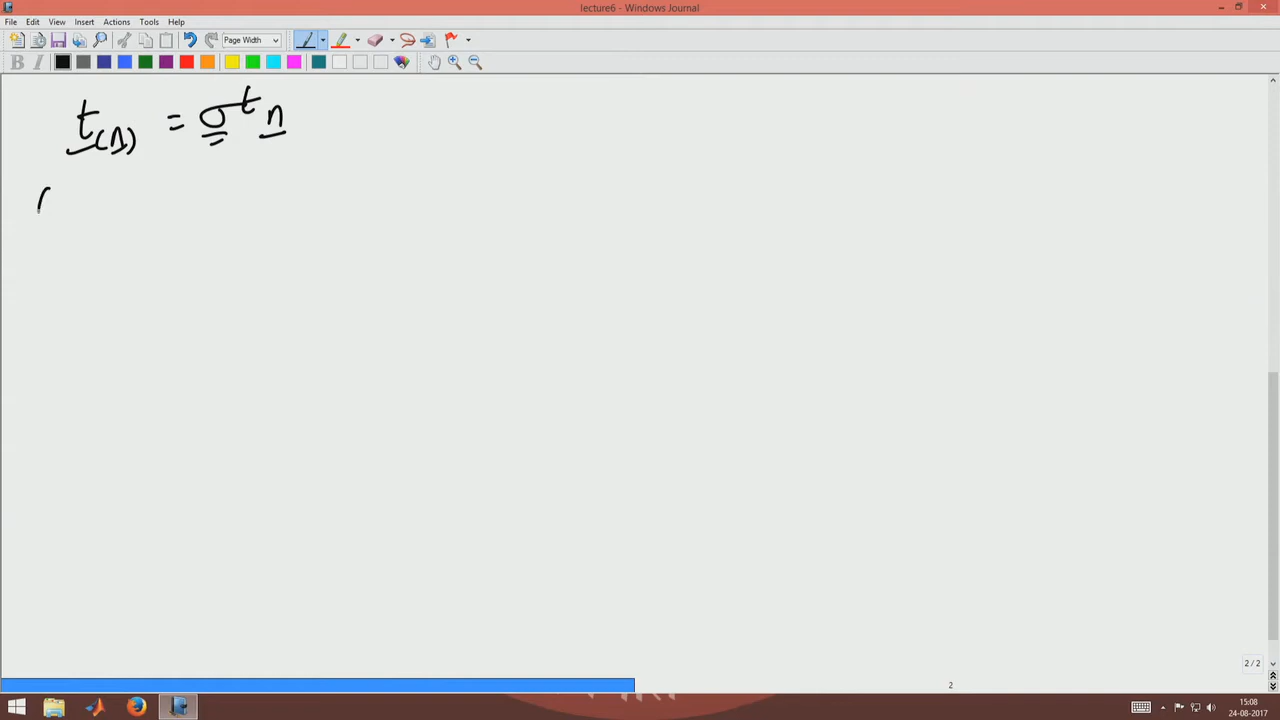 lecture6 - Windows Journal
File Edit View Insert Actions Tools Help
Page Width
B I
t(n) = σ^t n
(
2/2
2
15:08
24-08-2017